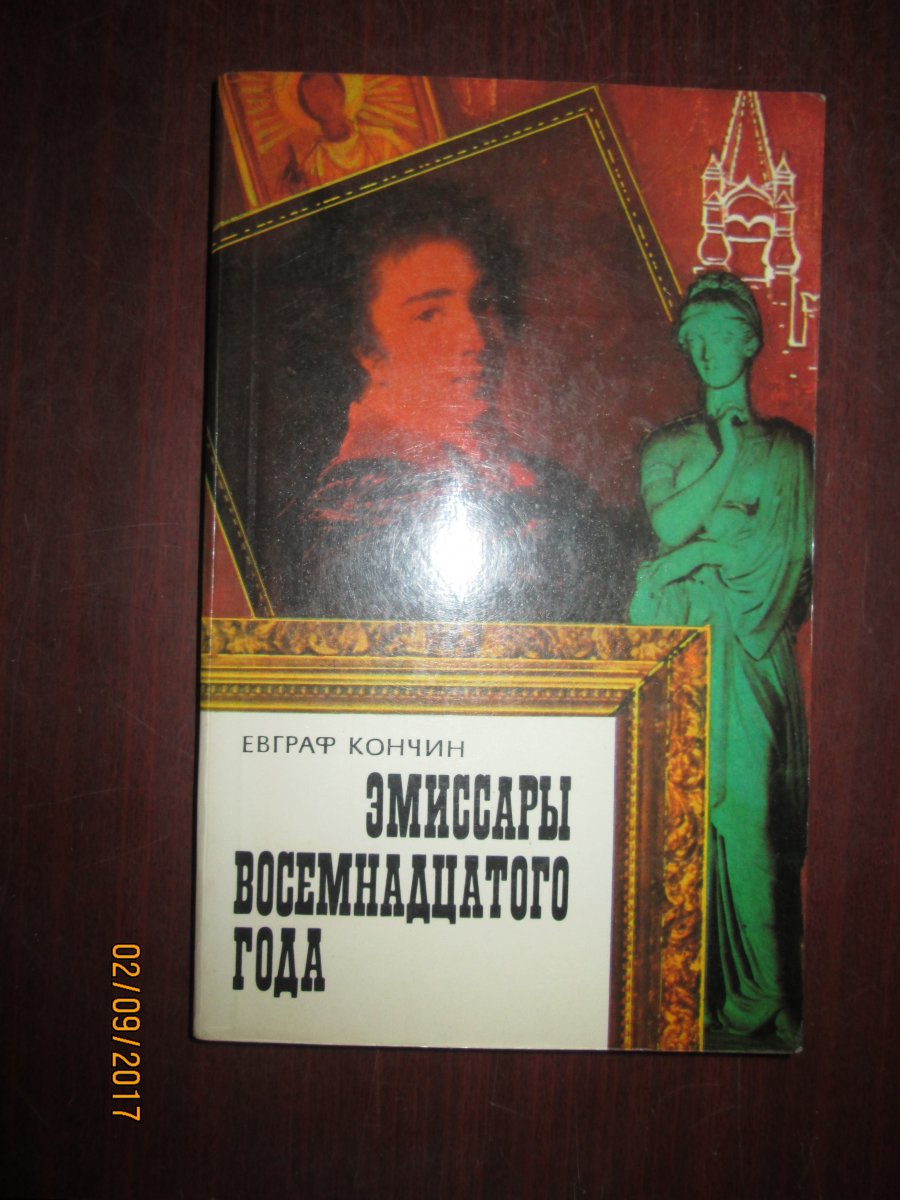 ЕВГРАФ КОНЧИН
ЭМИССАРЫ
ВОСЕМНАДЦАТОГО
ГОДА
02/09/2017